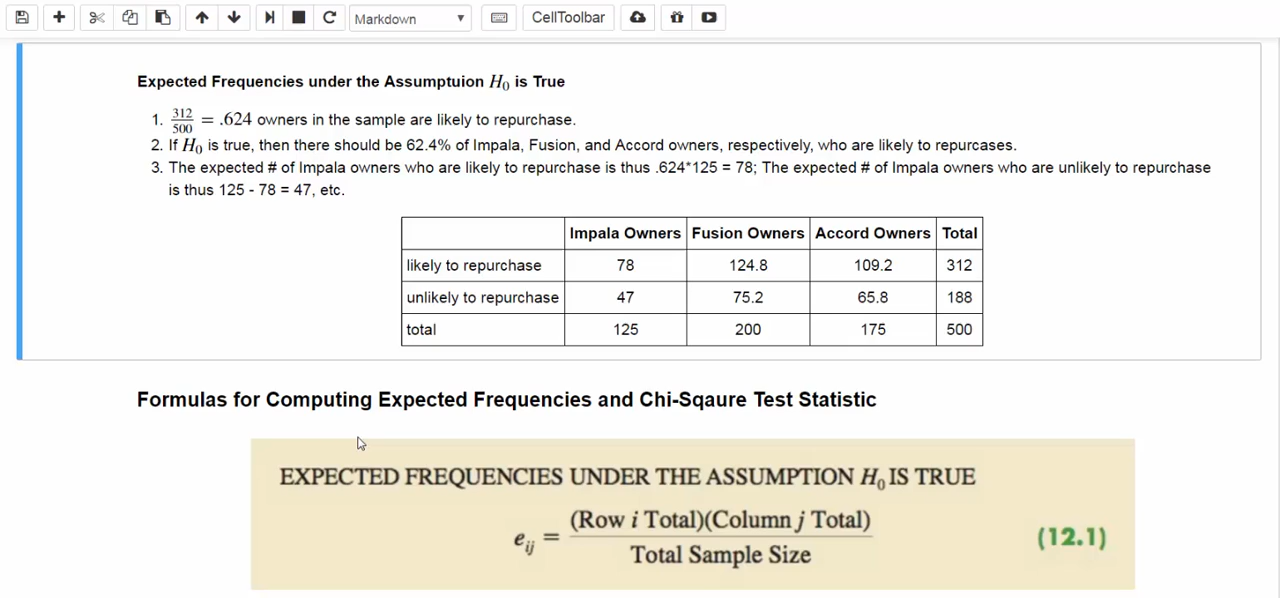 Markdown
CellToolbar
Expected Frequencies under the Assumptuion H0 is True
1. 312/500 = .624 owners in the sample are likely to repurchase.
2. If H0 is true, then there should be 62.4% of Impala, Fusion, and Accord owners, respectively, who are likely to repurcases.
3. The expected # of Impala owners who are likely to repurchase is thus .624*125 = 78; The expected # of Impala owners who are unlikely to repurchase
is thus 125 - 78 = 47, etc.
Impala Owners Fusion Owners Accord Owners Total
likely to repurchase 78 124.8 109.2 312
unlikely to repurchase 47 75.2 65.8 188
total 125 200 175 500
Formulas for Computing Expected Frequencies and Chi-Sqaure Test Statistic
EXPECTED FREQUENCIES UNDER THE ASSUMPTION H0 IS TRUE
eij = (Row i Total)(Column j Total) / Total Sample Size (12.1)